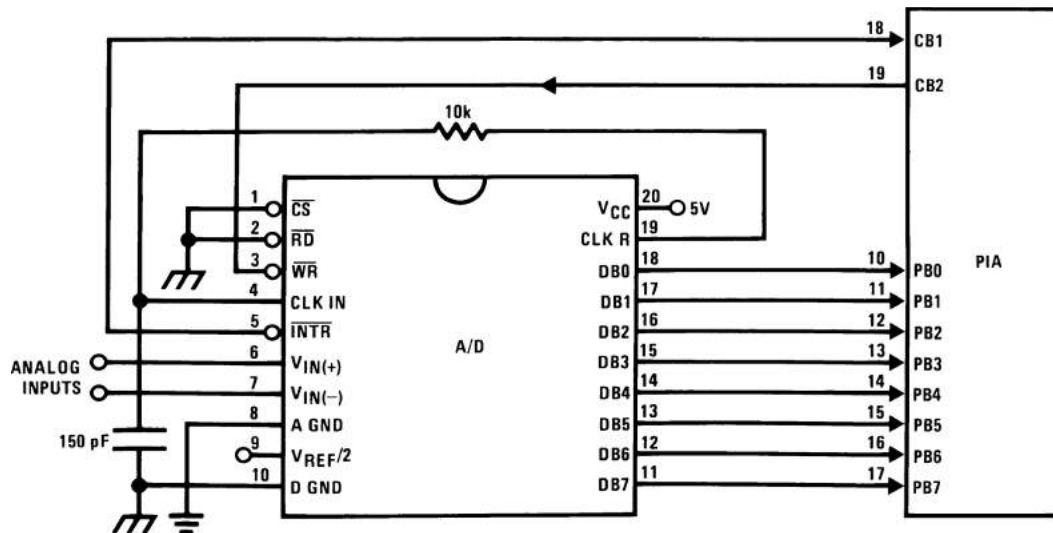 18 CB1
19 CB2
10k
1 CS
2 RD
3 WR
4 CLK IN
5 INTR
6 VIN(+)
7 VIN(−)
8 A GND
9 VREF/2
10 D GND
ANALOG
INPUTS
150 pF
A/D
VCC 20 5V
CLK R 19
DB0 18
DB1 17
DB2 16
DB3 15
DB4 14
DB5 13
DB6 12
DB7 11
10 PB0
11 PB1
12 PB2
13 PB3
14 PB4
15 PB5
16 PB6
17 PB7
PIA